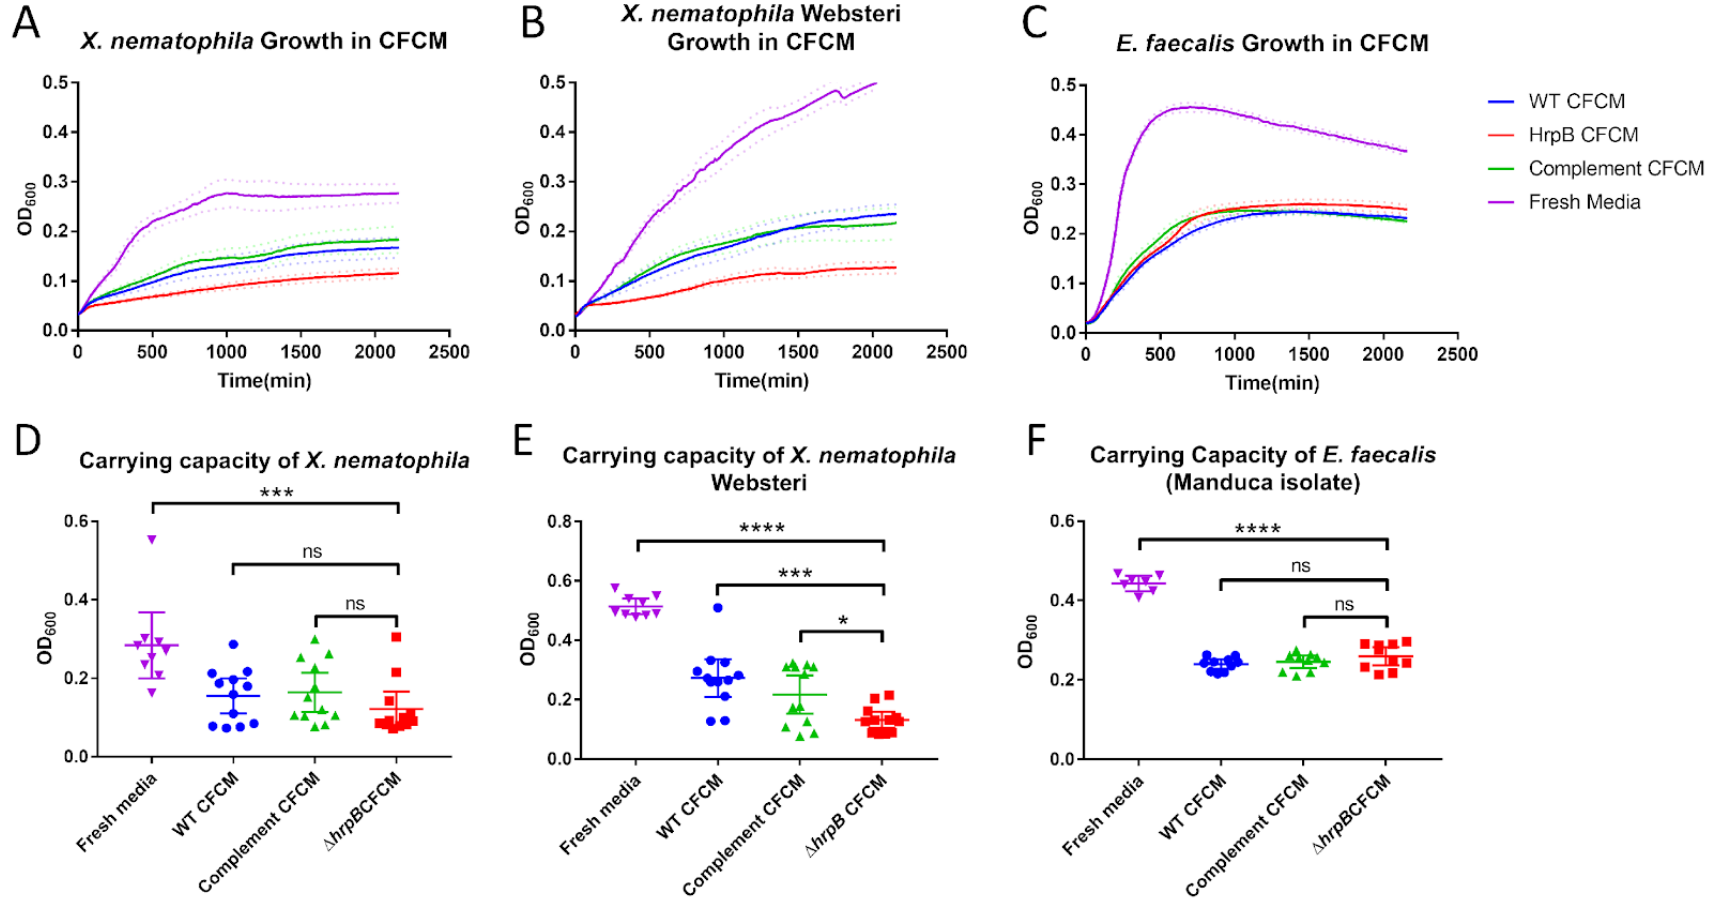 A
X. nematophila Growth in CFCM
OD600
0.5
0.4
0.3
0.2
0.1
0.0
0 500 1000 1500 2000 2500
Time(min)
B
X. nematophila Websteri
Growth in CFCM
OD600
0.5
0.4
0.3
0.2
0.1
0.0
0 500 1000 1500 2000 2500
Time(min)
C
E. faecalis Growth in CFCM
OD600
0.5
0.4
0.3
0.2
0.1
0.0
0 500 1000 1500 2000 2500
Time(min)
WT CFCM
HrpB CFCM
Complement CFCM
Fresh Media
D
Carrying capacity of X. nematophila
***
ns
ns
OD600
0.6
0.4
0.2
0.0
Fresh media
WT CFCM
Complement CFCM
ΔhrpBCFCM
E
Carrying capacity of X. nematophila
Websteri
****
***
*
OD600
0.8
0.6
0.4
0.2
0.0
Fresh media
WT CFCM
Complement CFCM
ΔhrpB CFCM
F
Carrying Capacity of E. faecalis
(Manduca isolate)
****
ns
ns
OD600
0.6
0.4
0.2
0.0
Fresh media
WT CFCM
Complement CFCM
ΔhrpBCFCM